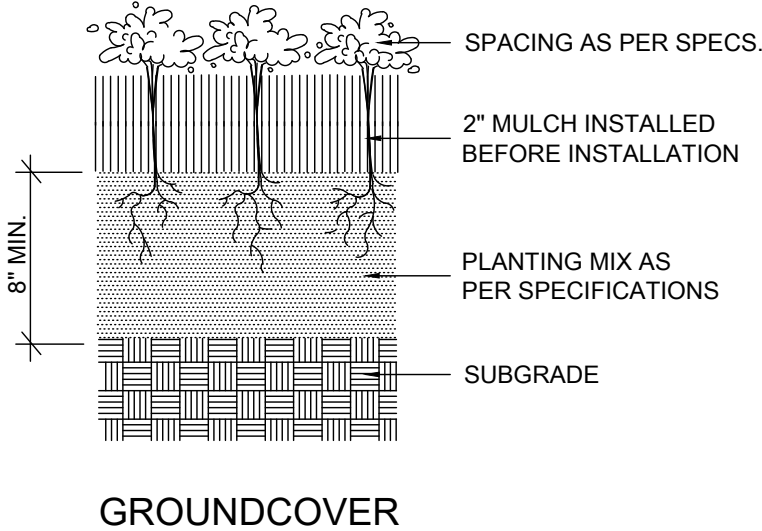 SPACING AS PER SPECS.
2" MULCH INSTALLED
BEFORE INSTALLATION
8" MIN.
PLANTING MIX AS
PER SPECIFICATIONS
SUBGRADE
GROUNDCOVER